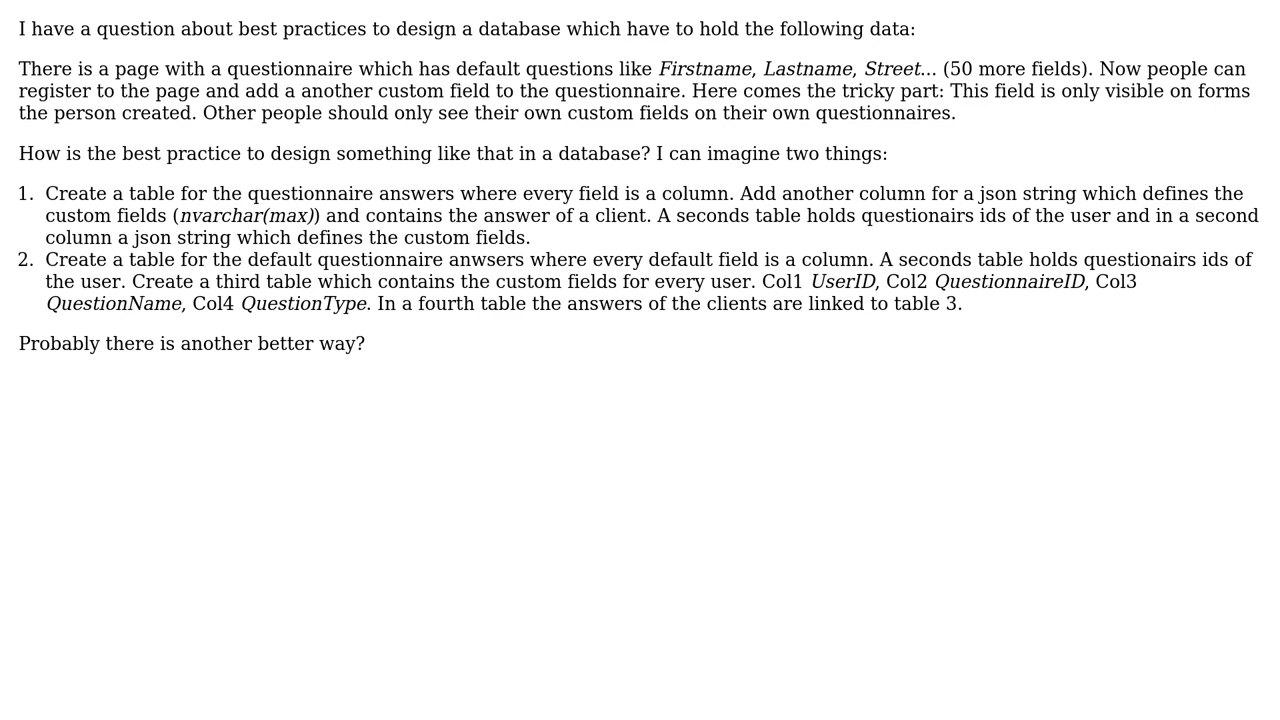 I have a question about best practices to design a database which have to hold the following data:
There is a page with a questionnaire which has default questions like Firstname, Lastname, Street... (50 more fields). Now people can
register to the page and add a another custom field to the questionnaire. Here comes the tricky part: This field is only visible on forms
the person created. Other people should only see their own custom fields on their own questionnaires.
How is the best practice to design something like that in a database? I can imagine two things:
1. Create a table for the questionnaire answers where every field is a column. Add another column for a json string which defines the
custom fields (nvarchar(max)) and contains the answer of a client. A seconds table holds questionairs ids of the user and in a second
column a json string which defines the custom fields.
2. Create a table for the default questionnaire anwsers where every default field is a column. A seconds table holds questionairs ids of
the user. Create a third table which contains the custom fields for every user. Col1 UserID, Col2 QuestionnaireID, Col3
QuestionName, Col4 QuestionType. In a fourth table the answers of the clients are linked to table 3.
Probably there is another better way?